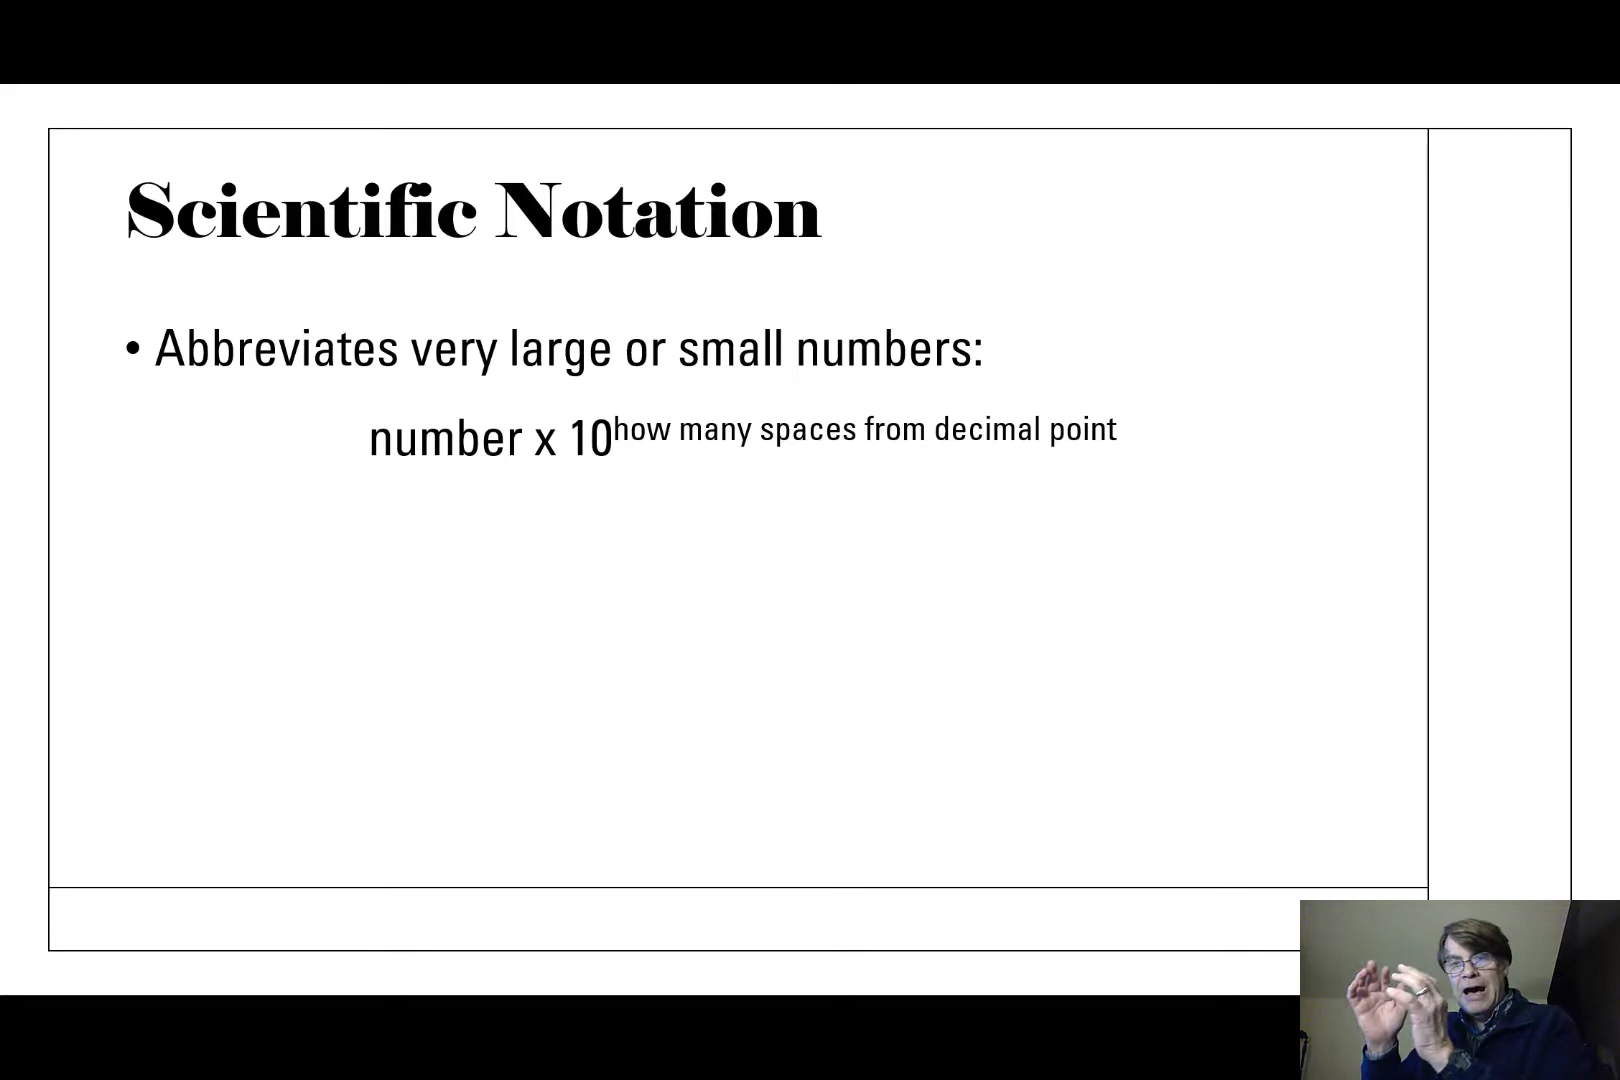 Scientific Notation
• Abbreviates very large or small numbers:
number x 10how many spaces from decimal point